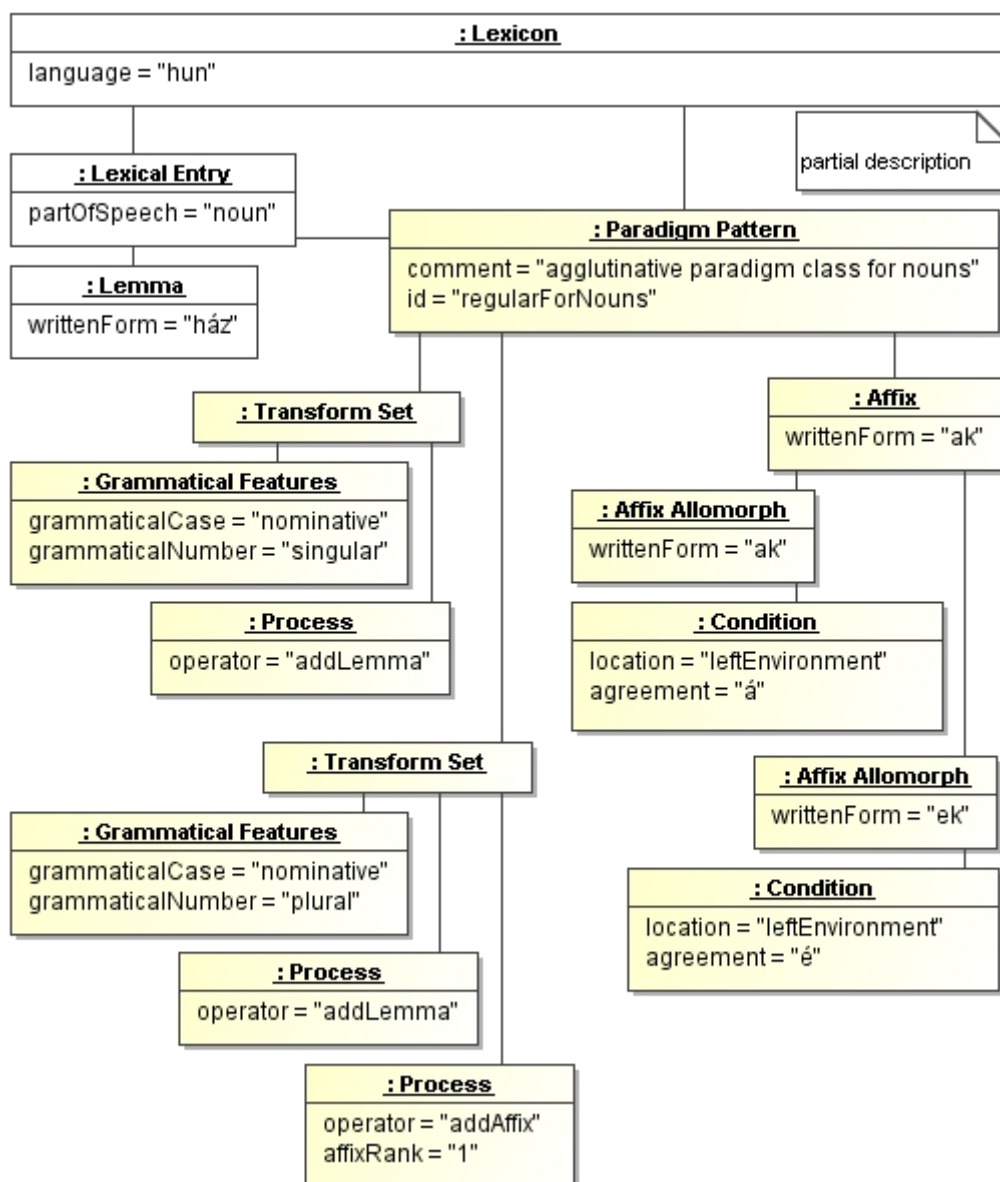 : Lexicon
language = "hun"
partial description
: Lexical Entry
partOfSpeech = "noun"
: Lemma
writtenForm = "ház"
: Paradigm Pattern
comment = "agglutinative paradigm class for nouns"
id = "regularForNouns"
: Transform Set
: Grammatical Features
grammaticalCase = "nominative"
grammaticalNumber = "singular"
: Process
operator = "addLemma"
: Transform Set
: Grammatical Features
grammaticalCase = "nominative"
grammaticalNumber = "plural"
: Process
operator = "addLemma"
: Process
operator = "addAffix"
affixRank = "1"
: Affix
writtenForm = "ak"
: Affix Allomorph
writtenForm = "ak"
: Condition
location = "leftEnvironment"
agreement = "á"
: Affix Allomorph
writtenForm = "ek"
: Condition
location = "leftEnvironment"
agreement = "é"